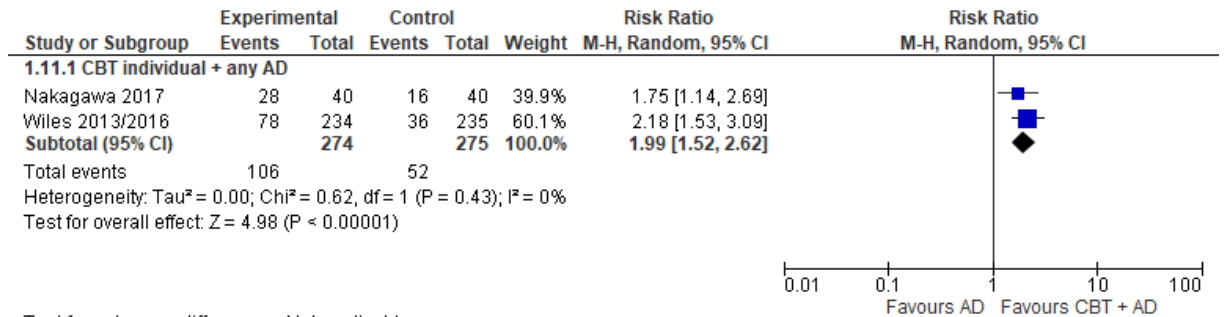 Experimental Control Risk Ratio Risk Ratio
Study or Subgroup Events Total Events Total Weight M-H, Random, 95% CI M-H, Random, 95% CI
1.11.1 CBT individual + any AD
Nakagawa 2017 28 40 16 40 39.9% 1.75 [1.14, 2.69]
Wiles 2013/2016 78 234 36 235 60.1% 2.18 [1.53, 3.09]
Subtotal (95% CI) 274 275 100.0% 1.99 [1.52, 2.62]
Total events 106 52
Heterogeneity: Tau² = 0.00; Chi² = 0.62, df = 1 (P = 0.43); I² = 0%
Test for overall effect: Z = 4.98 (P < 0.00001)
0.01 0.1 1 10 100
Favours AD Favours CBT + AD